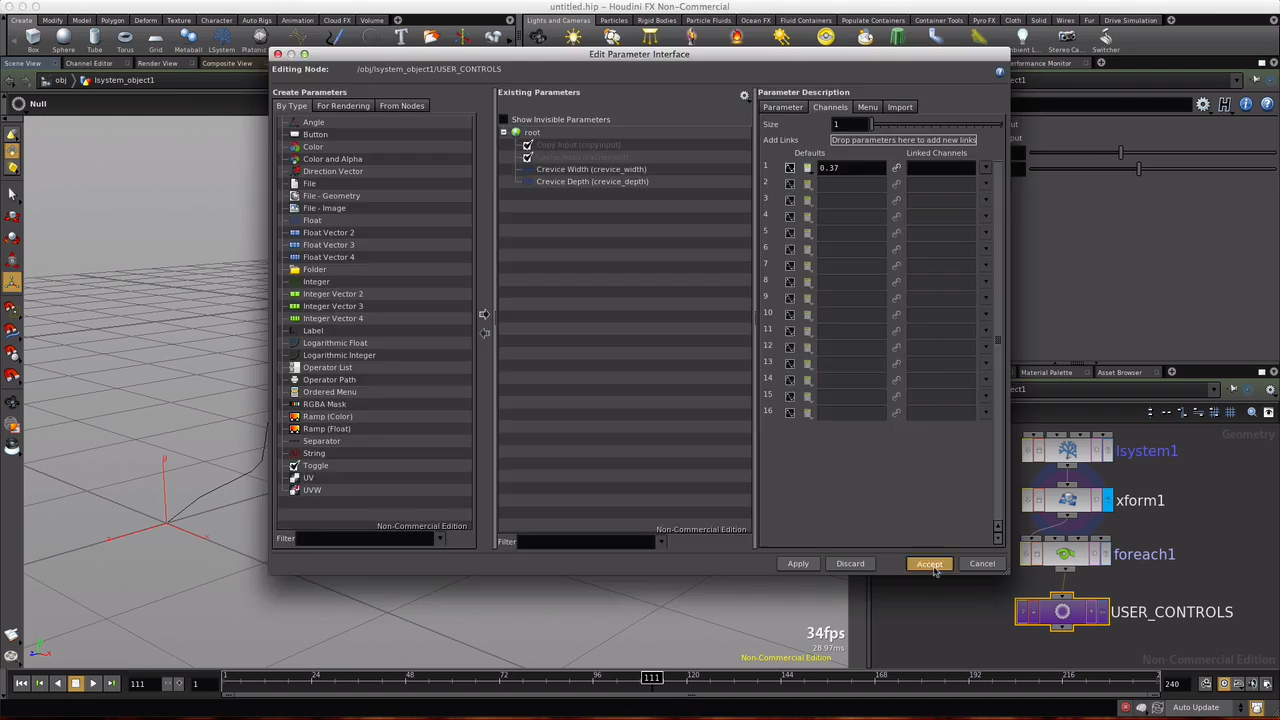 untitled.hip - Houdini FX Non-Commercial
Create Modify Model Polygon Deform Texture Character Auto Rigs Animation Cloud FX Volume
Lights and Cameras Particles Rigid Bodies Particle Fluids Ocean FX Fluid Containers Populate Containers Container Tools Pyro FX Cloth Solid Wires Fur Drive Simulation
Box Sphere Tube Torus Grid Metaball LSystem
Stereo Cam Switcher
Scene View Channel Editor Render View Composite View
Performance Monitor
obj lsystem_object1
Null
Edit Parameter Interface
Editing Node: /obj/lsystem_object1/USER_CONTROLS
Create Parameters
By Type For Rendering From Nodes
Angle
Button
Color
Color and Alpha
Direction Vector
File
File - Geometry
File - Image
Float
Float Vector 2
Float Vector 3
Float Vector 4
Folder
Integer
Integer Vector 2
Integer Vector 3
Integer Vector 4
Label
Logarithmic Float
Logarithmic Integer
Operator List
Operator Path
Ordered Menu
RGBA Mask
Ramp (Color)
Ramp (Float)
Separator
String
Toggle
UV
UVW
Non-Commercial Edition
Filter
Existing Parameters
Show Invisible Parameters
root
Copy Input (copyinput)
Crevice Width (crevice_width)
Crevice Depth (crevice_depth)
Non-Commercial Edition
Filter
Parameter Description
Parameter Channels Menu Import
Size 1
Add Links Drop parameters here to add new links
Defaults Linked Channels
1 0.37
2
3
4
5
6
7
8
9
10
11
12
13
14
15
16
Apply Discard Accept Cancel
Material Palette Asset Browser
Geometry
lsystem1
xform1
foreach1
USER_CONTROLS
Non-Commercial Edition
34fps
28.97ms
Non-Commercial Edition
111 1 1 24 48 72 96 111 120 144 168 192 216 2 240
Auto Update